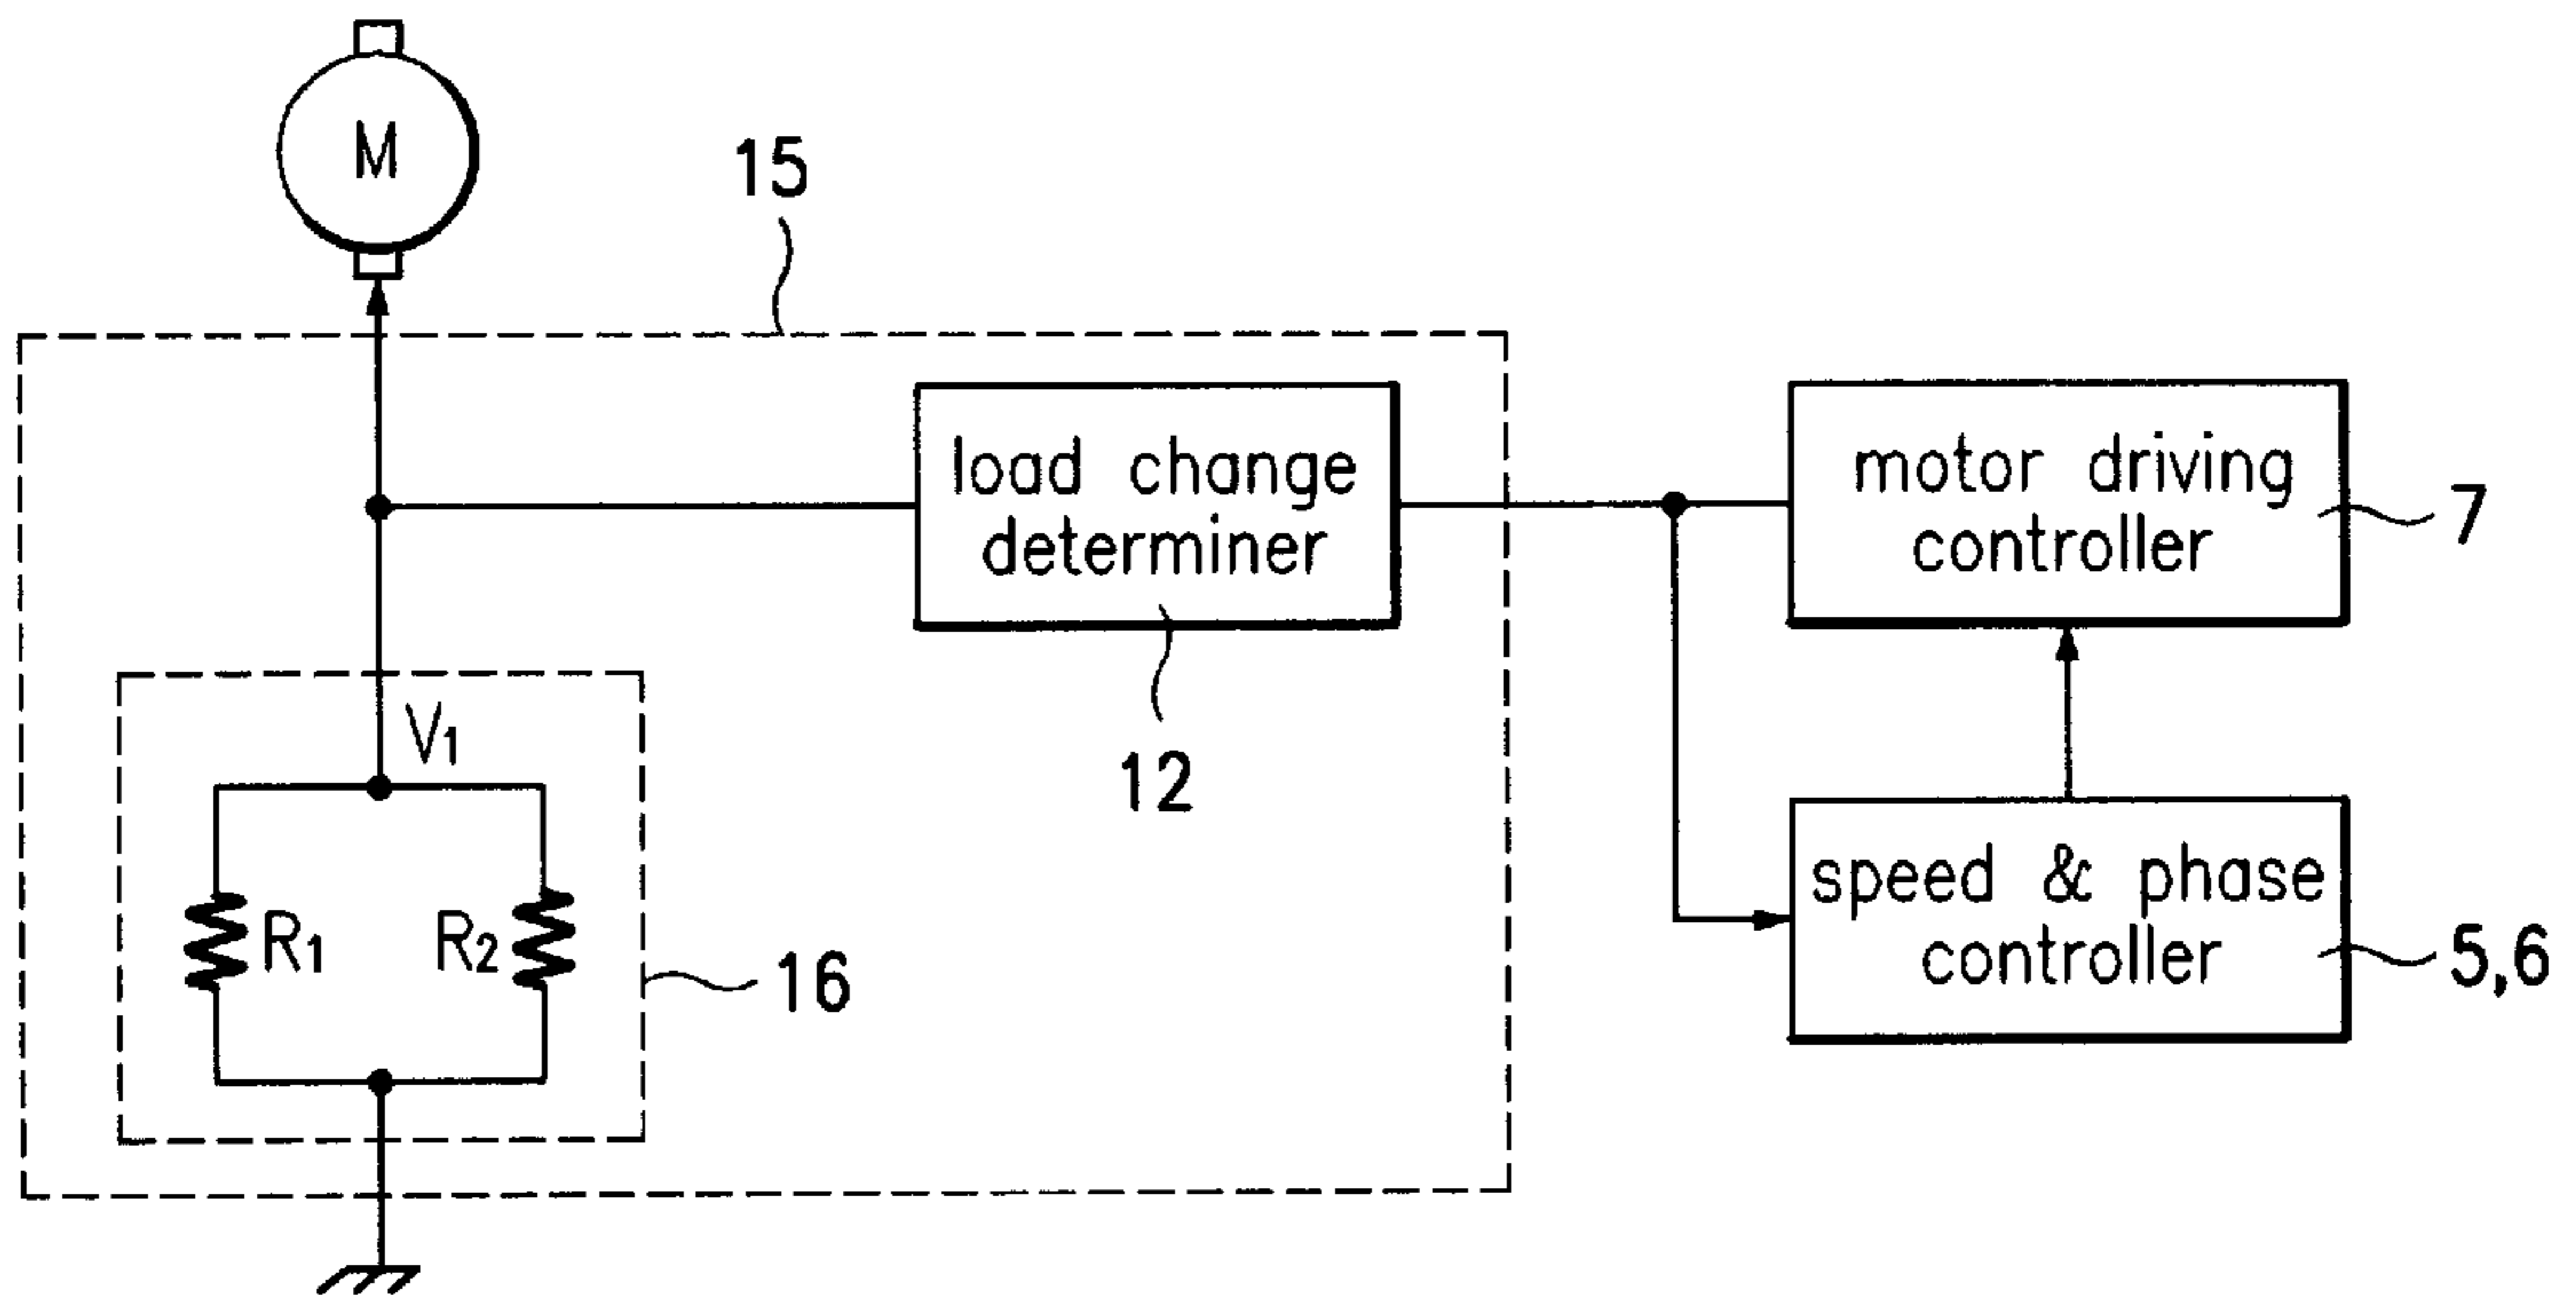 M
15
load change
determiner
12
motor driving
controller
7
V1
R1
R2
16
speed & phase
controller
5,6